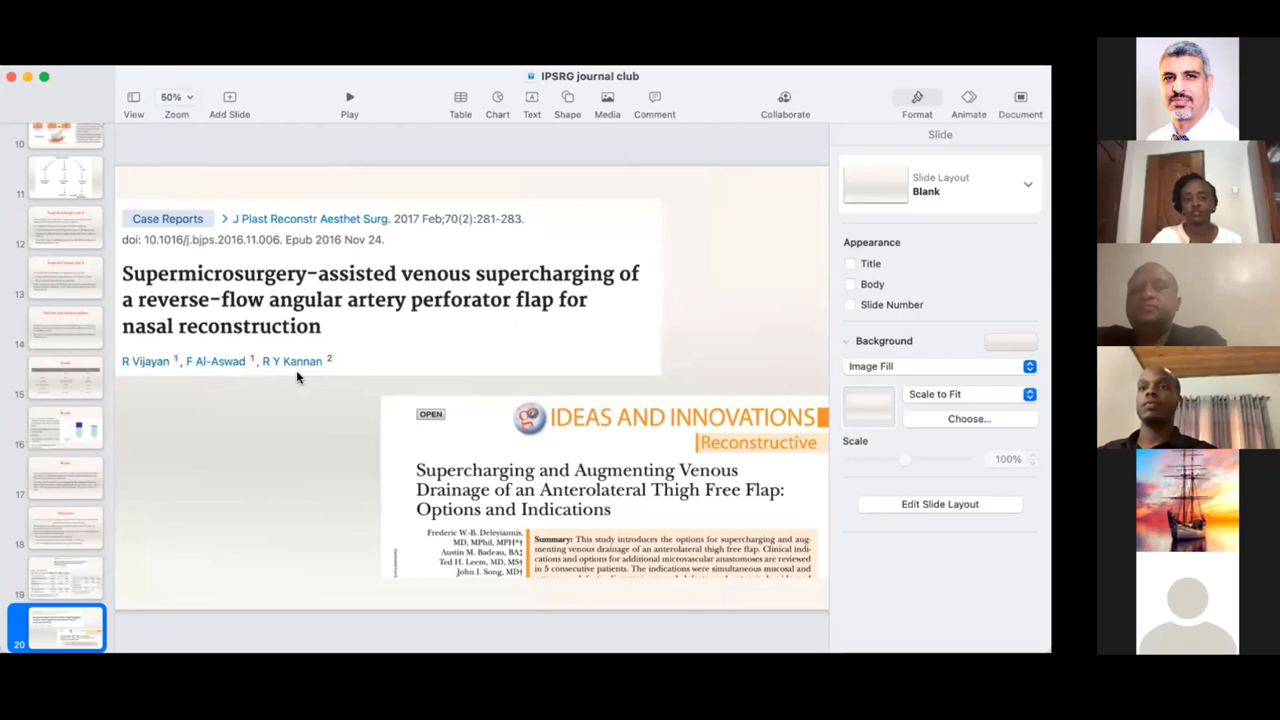 IPSRG journal club
50%
View
Zoom
Add Slide
Play
Table
Chart
Text
Shape
Media
Comment
Collaborate
Format
Animate
Document
10
11
12
13
14
15
16
17
18
19
20
Case Reports > J Plast Reconstr Aesthet Surg. 2017 Feb;70(2):281-283.
doi: 10.1016/j.bjps.2016.11.006. Epub 2016 Nov 24.
Supermicrosurgery-assisted venous supercharging of
a reverse-flow angular artery perforator flap for
nasal reconstruction
R Vijayan 1, F Al-Aswad 1, R Y Kannan 2
OPEN
IDEAS AND INNOVATIONS
Reconstructive
Supercharging and Augmenting Venous
Drainage of an Anterolateral Thigh Free Flap:
Options and Indications
Frederic W.-B. Deleyiannis,
MD, MPhil, MPH*†
Austin M. Badeau, BA‡
Ted H. Leem, MD, MS†
John I. Song, MD†
Summary: This study introduces the options for supercharging and aug-
menting venous drainage of an anterolateral thigh free flap. Clinical indi-
cations and options for additional microvascular anastomoses are reviewed
in 5 consecutive patients. The indications were simultaneous mucosal and
Slide
Slide Layout
Blank
Appearance
Title
Body
Slide Number
Background
Image Fill
Scale to Fit
Choose...
Scale
100%
Edit Slide Layout